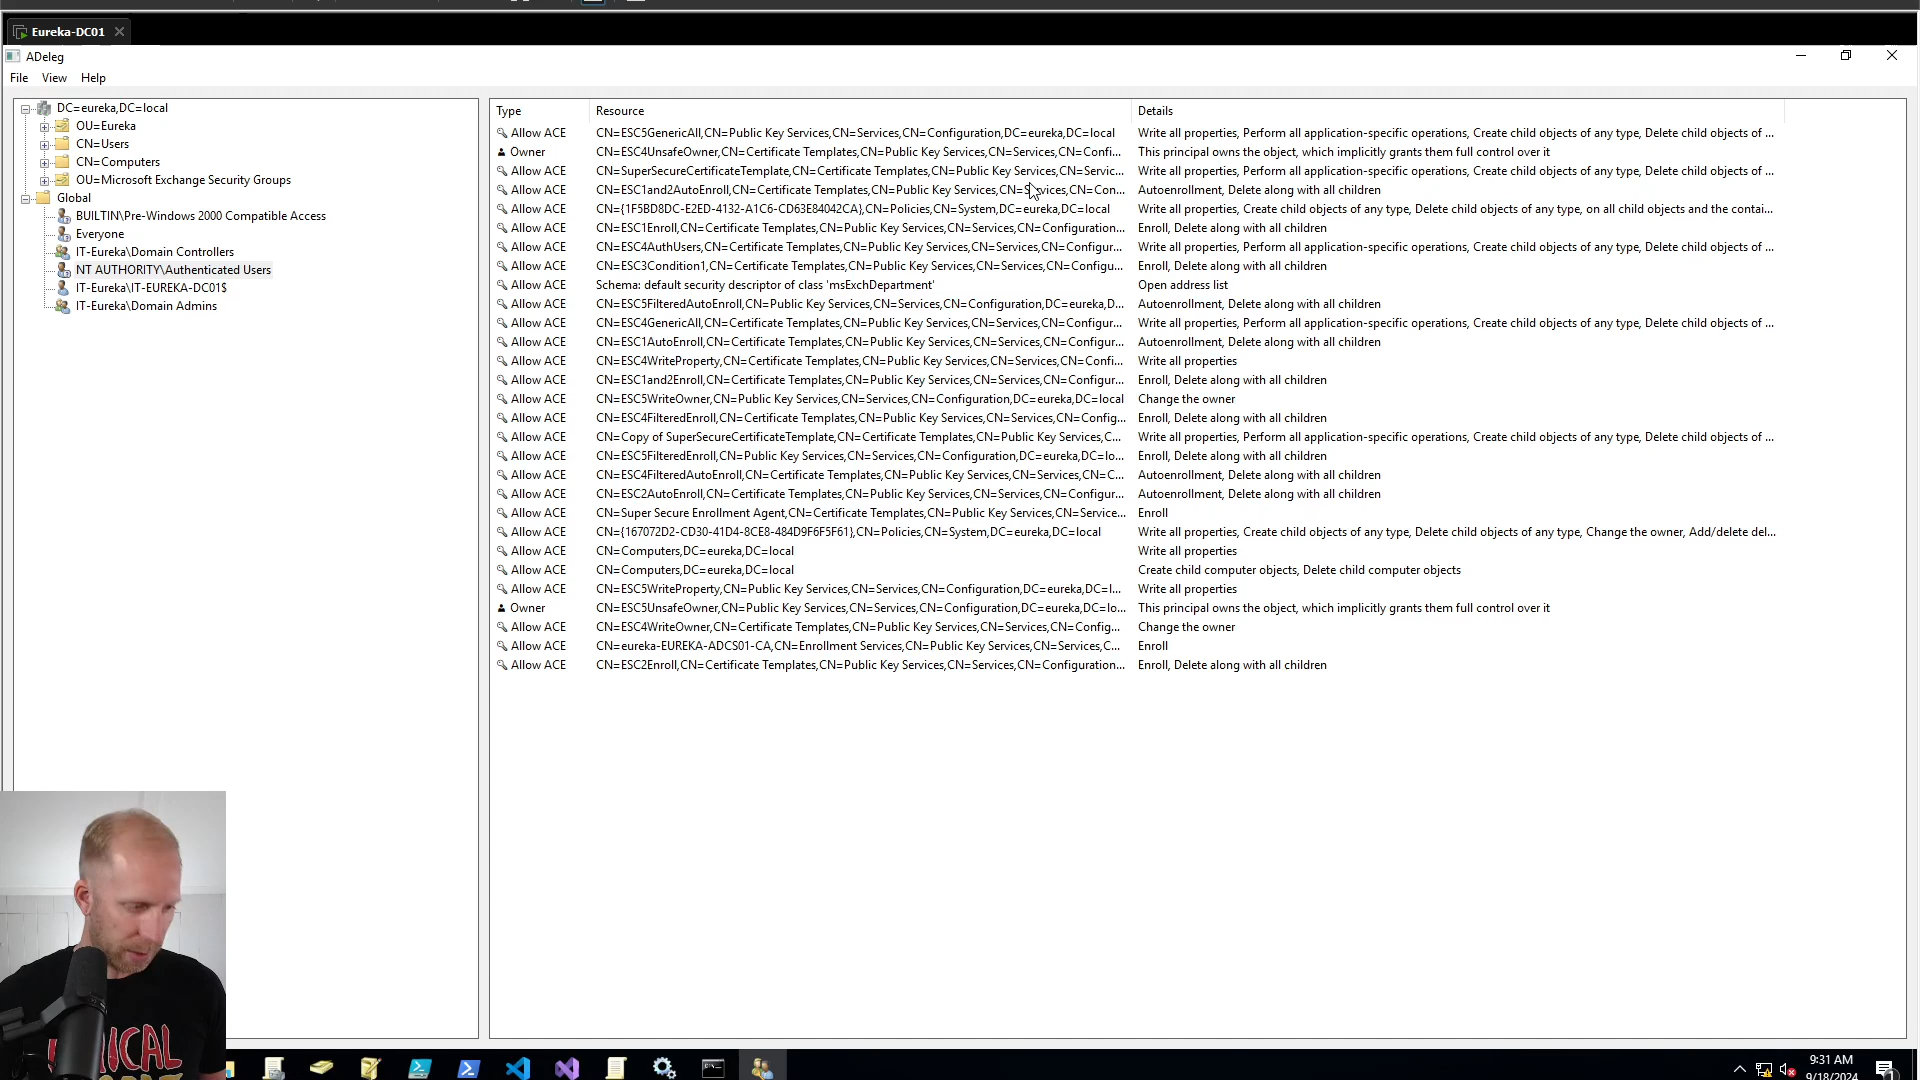 Eureka-DC01
ADeleg
File View Help
DC=eureka,DC=local
OU=Eureka
CN=Users
CN=Computers
OU=Microsoft Exchange Security Groups
Global
BUILTIN\Pre-Windows 2000 Compatible Access
Everyone
IT-Eureka\Domain Controllers
NT AUTHORITY\Authenticated Users
IT-Eureka\IT-EUREKA-DC01$
IT-Eureka\Domain Admins
Type Resource Details
Allow ACE CN=ESC5GenericAll,CN=Public Key Services,CN=Services,CN=Configuration,DC=eureka,DC=local Write all properties, Perform all application-specific operations, Create child objects of any type, Delete child objects of ...
Owner CN=ESC4UnsafeOwner,CN=Certificate Templates,CN=Public Key Services,CN=Services,CN=Confi... This principal owns the object, which implicitly grants them full control over it
Allow ACE CN=SuperSecureCertificateTemplate,CN=Certificate Templates,CN=Public Key Services,CN=Servic... Write all properties, Perform all application-specific operations, Create child objects of any type, Delete child objects of ...
Allow ACE CN=ESC1and2AutoEnroll,CN=Certificate Templates,CN=Public Key Services,CN=Services,CN=Con... Autoenrollment, Delete along with all children
Allow ACE CN={1F5BD8DC-E2ED-4132-A1C6-CD63E84042CA},CN=Policies,CN=System,DC=eureka,DC=local Write all properties, Create child objects of any type, Delete child objects of any type, on all child objects and the contai...
Allow ACE CN=ESC1Enroll,CN=Certificate Templates,CN=Public Key Services,CN=Services,CN=Configuration... Enroll, Delete along with all children
Allow ACE CN=ESC4AuthUsers,CN=Certificate Templates,CN=Public Key Services,CN=Services,CN=Configur... Write all properties, Create child objects of any type, Delete child objects of any type, Change the owner, Add/delete del...
Allow ACE CN=ESC3Condition1,CN=Certificate Templates,CN=Public Key Services,CN=Services,CN=Configu... Enroll, Delete along with all children
Allow ACE Schema: default security descriptor of class 'msExchDepartment' Open address list
Allow ACE CN=ESC5FilteredAutoEnroll,CN=Public Key Services,CN=Services,CN=Configuration,DC=eureka,D... Autoenrollment, Delete along with all children
Allow ACE CN=ESC4GenericAll,CN=Certificate Templates,CN=Public Key Services,CN=Services,CN=Configur... Write all properties, Perform all application-specific operations, Create child objects of any type, Delete child objects of ...
Allow ACE CN=ESC1AutoEnroll,CN=Certificate Templates,CN=Public Key Services,CN=Services,CN=Configur... Autoenrollment, Delete along with all children
Allow ACE CN=ESC4WriteProperty,CN=Certificate Templates,CN=Public Key Services,CN=Services,CN=Confi... Write all properties
Allow ACE CN=ESC1and2Enroll,CN=Certificate Templates,CN=Public Key Services,CN=Services,CN=Configur... Enroll, Delete along with all children
Allow ACE CN=ESC5WriteOwner,CN=Public Key Services,CN=Services,CN=Configuration,DC=eureka,DC=local Change the owner
Allow ACE CN=ESC4FilteredEnroll,CN=Certificate Templates,CN=Public Key Services,CN=Services,CN=Config... Enroll, Delete along with all children
Allow ACE CN=Copy of SuperSecureCertificateTemplate,CN=Certificate Templates,CN=Public Key Services,C... Write all properties, Perform all application-specific operations, Create child objects of any type, Delete child objects of ...
Allow ACE CN=ESC5FilteredEnroll,CN=Public Key Services,CN=Services,CN=Configuration,DC=eureka,DC=lo... Enroll, Delete along with all children
Allow ACE CN=ESC4FilteredAutoEnroll,CN=Certificate Templates,CN=Public Key Services,CN=Services,CN=C... Autoenrollment, Delete along with all children
Allow ACE CN=ESC2AutoEnroll,CN=Certificate Templates,CN=Public Key Services,CN=Services,CN=Configur... Autoenrollment, Delete along with all children
Allow ACE CN=Super Secure Enrollment Agent,CN=Certificate Templates,CN=Public Key Services,CN=Service... Enroll
Allow ACE CN={167072D2-CD30-41D4-8CE8-484D9F6F5F61},CN=Policies,CN=System,DC=eureka,DC=local Write all properties, Create child objects of any type, Delete child objects of any type, Change the owner, Add/delete del...
Allow ACE CN=Computers,DC=eureka,DC=local Write all properties
Allow ACE CN=Computers,DC=eureka,DC=local Create child computer objects, Delete child computer objects
Allow ACE CN=ESC5WriteProperty,CN=Public Key Services,CN=Services,CN=Configuration,DC=eureka,DC=l... Write all properties
Owner CN=ESC5UnsafeOwner,CN=Public Key Services,CN=Services,CN=Configuration,DC=eureka,DC=lo... This principal owns the object, which implicitly grants them full control over it
Allow ACE CN=ESC4WriteOwner,CN=Certificate Templates,CN=Public Key Services,CN=Services,CN=Config... Change the owner
Allow ACE CN=eureka-EUREKA-ADCS01-CA,CN=Enrollment Services,CN=Public Key Services,CN=Services,C... Enroll
Allow ACE CN=ESC2Enroll,CN=Certificate Templates,CN=Public Key Services,CN=Services,CN=Configuration... Enroll, Delete along with all children
9:31 AM
9/18/2024
1